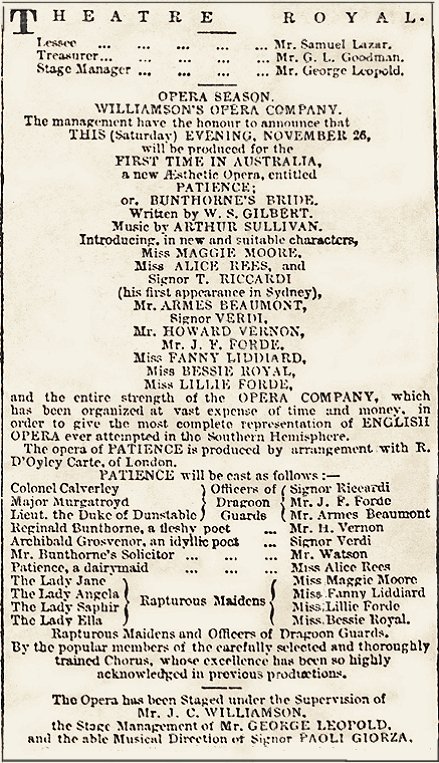 THEATRE ROYAL.
Lessee ... ... ... ... ... Mr. Samuel Lazar.
Treasurer... ... ... ... ... Mr. G. L. Goodman.
Stage Manager ... ... ... ... Mr. George Leopold.
OPERA SEASON.
WILLIAMSON'S OPERA COMPANY.
The management have the honour to announce that
THIS (Saturday) EVENING, NOVEMBER 26,
will be produced for the
FIRST TIME IN AUSTRALIA,
a new Æsthetic Opera, entitled
PATIENCE;
or, BUNTHORNE'S BRIDE.
Written by W. S. GILBERT.
Music by ARTHUR SULLIVAN.
Introducing, in new and suitable characters,
Miss MAGGIE MOORE,
Miss ALICE REES, and
Signor T. RICCARDI
(his first appearance in Sydney),
Mr. ARMES BEAUMONT,
Signor VERDI,
Mr. HOWARD VERNON,
Mr. J. F. FORDE,
Miss FANNY LIDDIARD,
Miss BESSIE ROYAL,
Miss LILLIE FORDE,
and the entire strength of the OPERA COMPANY, which
has been organized at vast expense of time and money, in
order to give the most complete representation of ENGLISH
OPERA ever attempted in the Southern Hemisphere.
The opera of PATIENCE is produced by arrangement with R.
D'Oyley Carte, of London.
PATIENCE will be cast as follows :—
Colonel Calverley } Officers of { Signor Riccardi
Major Murgatroyd } Dragoon { Mr. J. F. Forde
Lieut. the Duke of Dunstable } Guards { Mr. Armes Beaumont
Reginald Bunthorne, a fleshy poet ... Mr. H. Vernon
Archibald Grosvenor, an idyllic poet ... Signor Verdi
Mr. Bunthorne's Solicitor ... ... ... Mr. Watson
Patience, a dairymaid ... ... ... Miss Alice Rees
The Lady Jane } { Miss Maggie Moore
The Lady Angela } Rapturous Maidens { Miss Fanny Liddiard
The Lady Saphir } { Miss Lillie Forde
The Lady Ella } { Miss Bessie Royal.
Rapturous Maidens and Officers of Dragoon Guards.
By the popular members of the carefully selected and thoroughly
trained Chorus, whose excellence has been so highly
acknowledged in previous productions.
The Opera has been Staged under the Supervision of
Mr. J. C. WILLIAMSON,
the Stage Management of Mr. GEORGE LEOPOLD,
and the able Musical Direction of Signor PAOLI GIORZA.